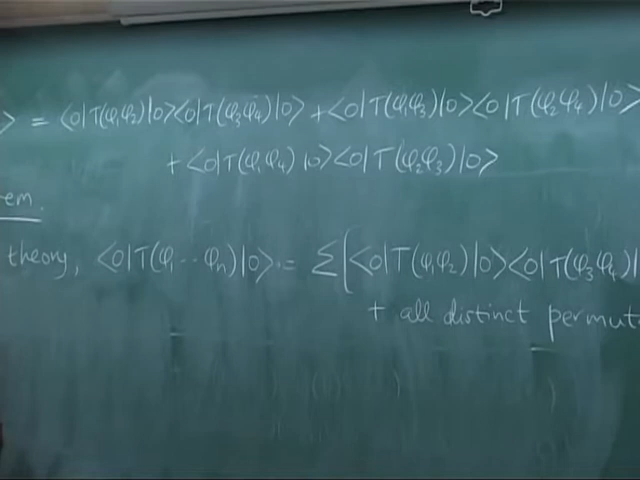 > = <0|T(φ₁φ₂)|0><0|T(φ₃φ₄)|0> + <0|T(φ₁φ₃)|0><0|T(φ₂φ₄)|0>
+ <0|T(φ₁φ₄)|0><0|T(φ₂φ₃)|0>
em.
theory, <0|T(φ₁...φₙ)|0> = Σ[<0|T(φ₁φ₂)|0><0|T(φ₃φ₄)|
+ all distinct permut